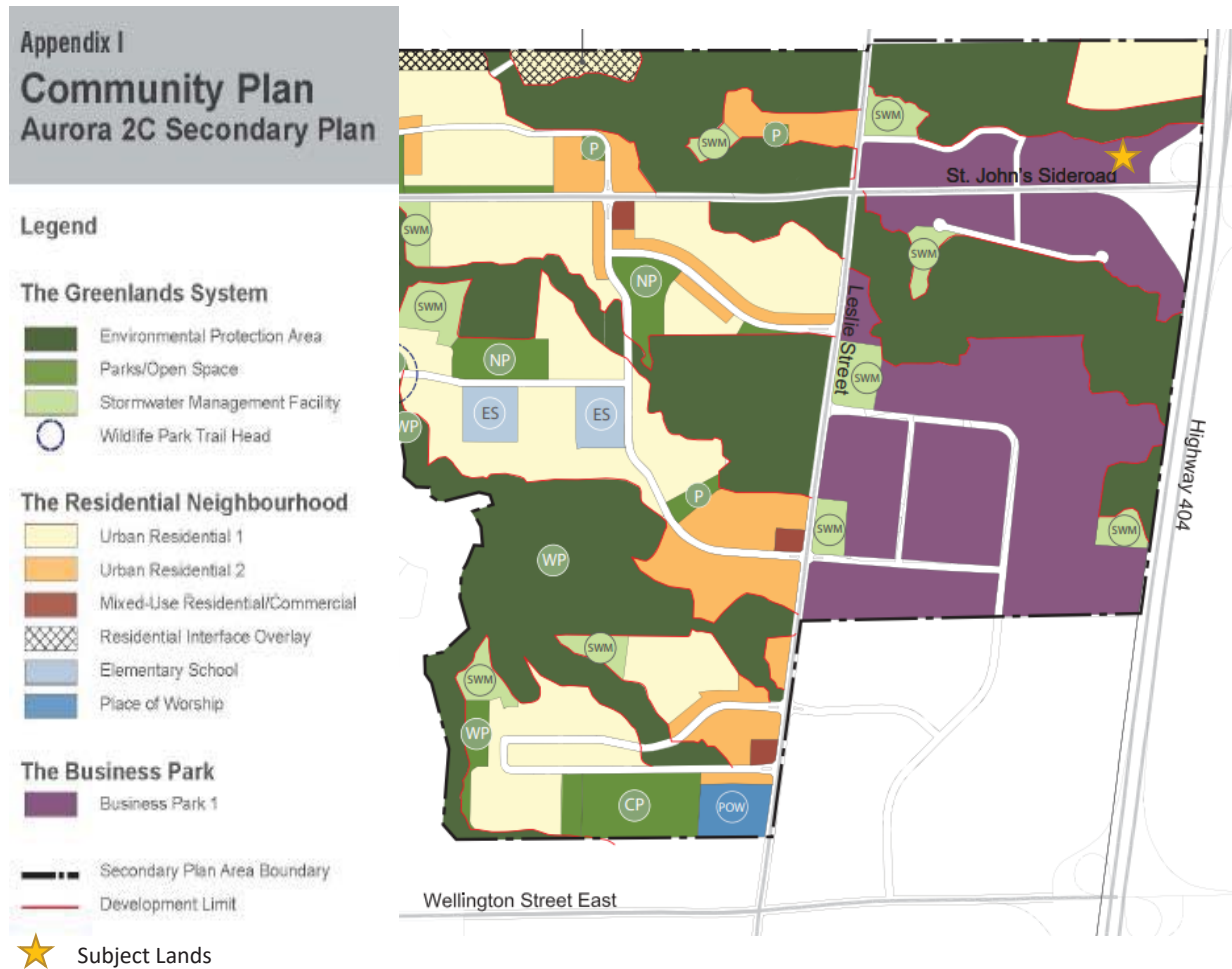 Appendix I
Community Plan
Aurora 2C Secondary Plan
Legend
The Greenlands System
Environmental Protection Area
Parks/Open Space
Stormwater Management Facility
Wildlife Park Trail Head
The Residential Neighbourhood
Urban Residential 1
Urban Residential 2
Mixed-Use Residential/Commercial
Residential Interface Overlay
Elementary School
Place of Worship
The Business Park
Business Park 1
Secondary Plan Area Boundary
Development Limit
Subject Lands
SWM
P
SWM
P
St. John's Sideroad
SWM
SWM
NP
SWM
Leslie Street
NP
SWM
ES
ES
WP
Highway 404
P
SWM
SWM
WP
SWM
SWM
WP
CP
POW
Wellington Street East